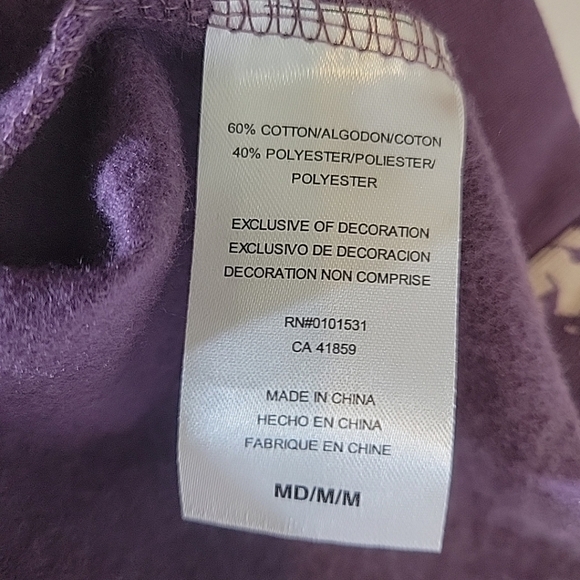 60% COTTON/ALGODON/COTON
40% POLYESTER/POLIESTER/
POLYESTER
EXCLUSIVE OF DECORATION
EXCLUSIVO DE DECORACION
DECORATION NON COMPRISE
RN#0101531
CA 41859
MADE IN CHINA
HECHO EN CHINA
FABRIQUE EN CHINE
MD/M/M